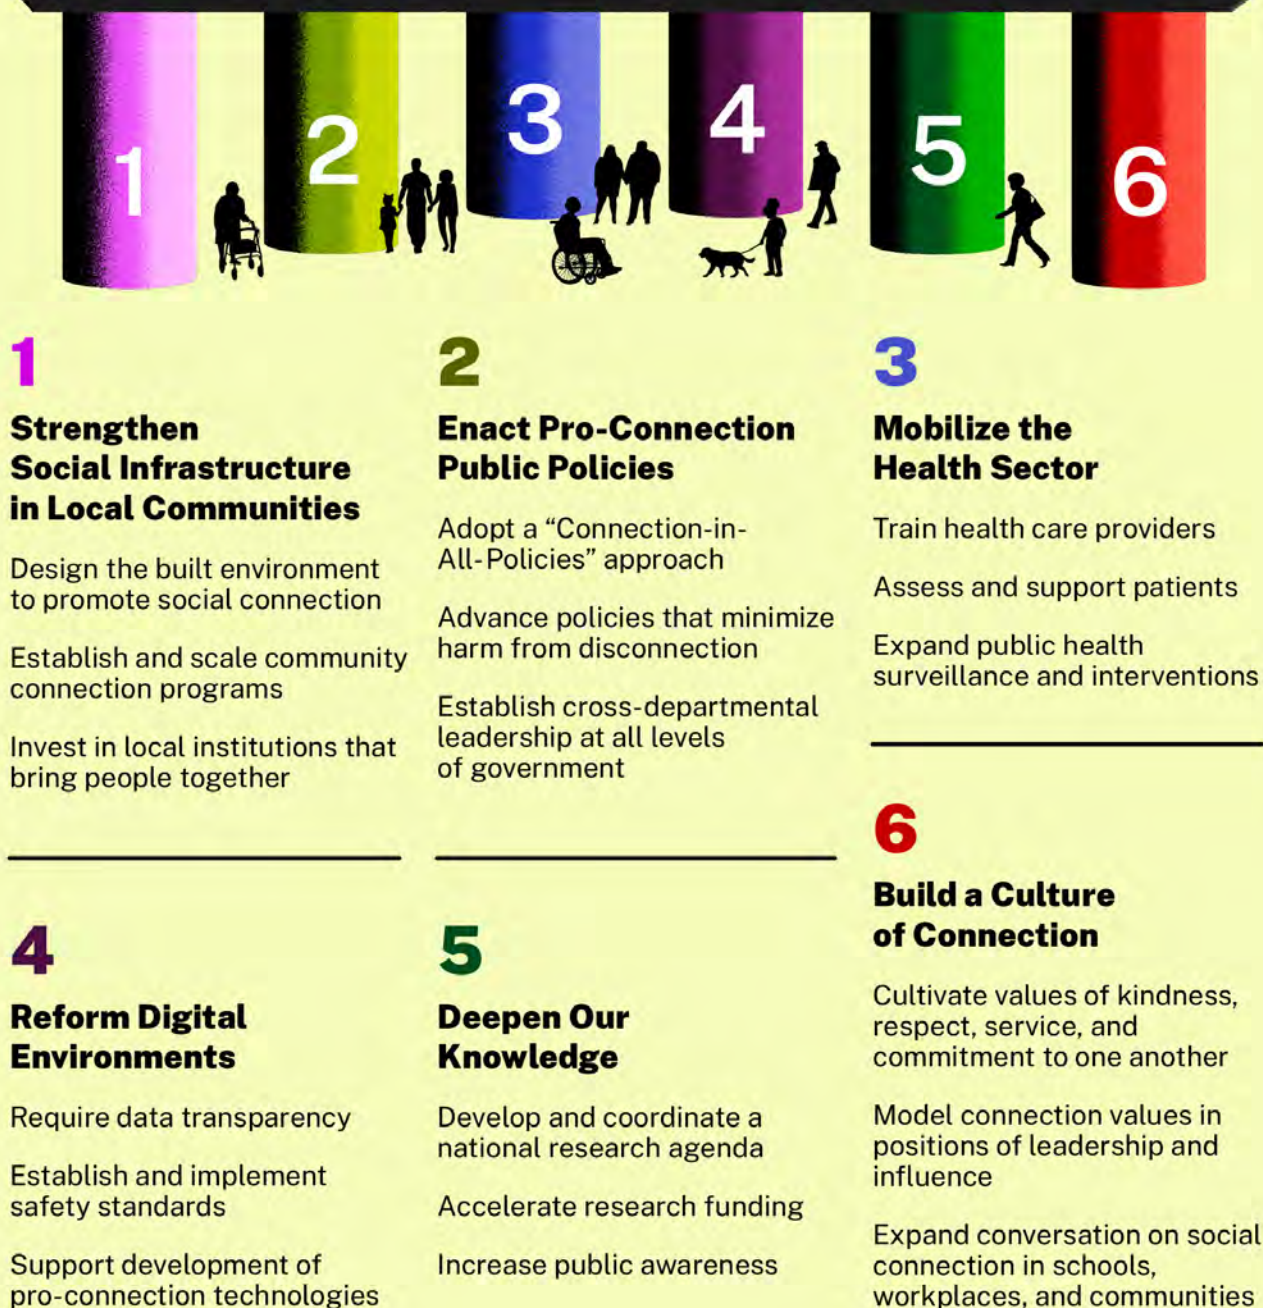 1
2
3
4
5
6
1
Strengthen
Social Infrastructure
in Local Communities
Design the built environment
to promote social connection
Establish and scale community
connection programs
Invest in local institutions that
bring people together
2
Enact Pro-Connection
Public Policies
Adopt a “Connection-in-
All-Policies” approach
Advance policies that minimize
harm from disconnection
Establish cross-departmental
leadership at all levels
of government
3
Mobilize the
Health Sector
Train health care providers
Assess and support patients
Expand public health
surveillance and interventions
4
Reform Digital
Environments
Require data transparency
Establish and implement
safety standards
Support development of
pro-connection technologies
5
Deepen Our
Knowledge
Develop and coordinate a
national research agenda
Accelerate research funding
Increase public awareness
6
Build a Culture
of Connection
Cultivate values of kindness,
respect, service, and
commitment to one another
Model connection values in
positions of leadership and
influence
Expand conversation on social
connection in schools,
workplaces, and communities